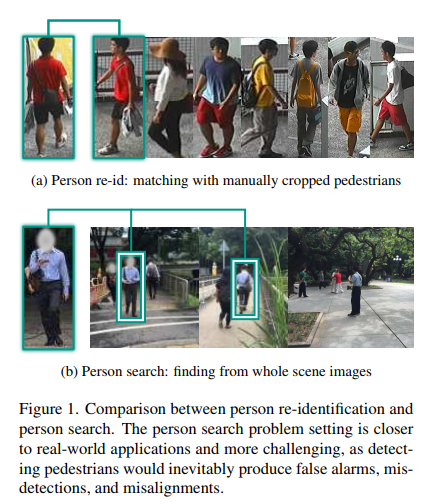 (a) Person re-id: matching with manually cropped pedestrians
(b) Person search: finding from whole scene images
Figure 1. Comparison between person re-identification and
person search. The person search problem setting is closer
to real-world applications and more challenging, as detect-
ing pedestrians would inevitably produce false alarms, mis-
detections, and misalignments.